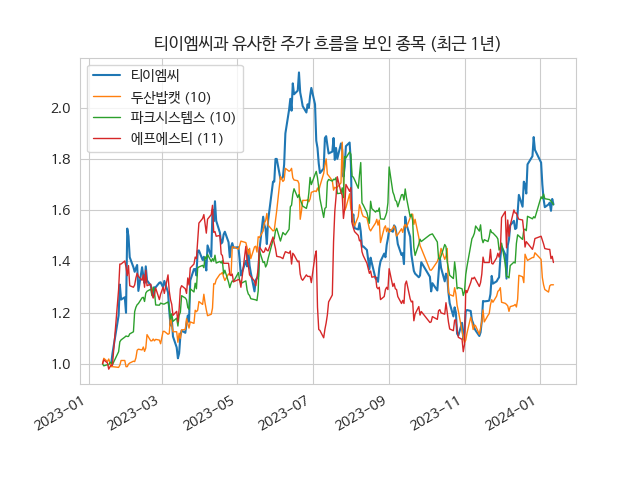 티이엠씨과 유사한 주가 흐름을 보인 종목 (최근 1년)
티이엠씨
두산밥캣 (10)
파크시스템스 (10)
에프에스티 (11)
2.0
1.8
1.6
1.4
1.2
1.0
2023-01
2023-03
2023-05
2023-07
2023-09
2023-11
2024-01